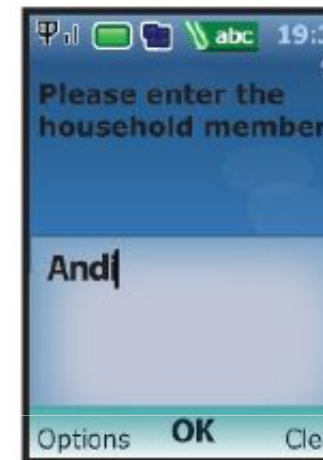 abc 19:
Please enter the
household member
Andi
Options OK Cle